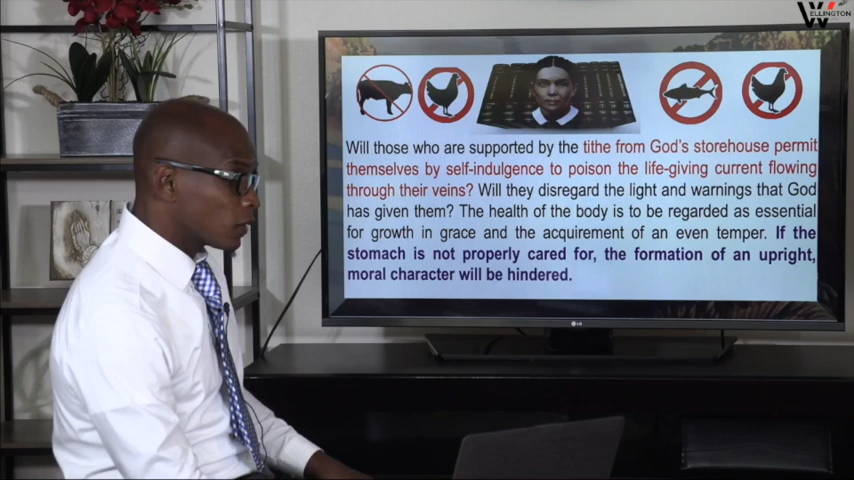 WELLINGTON
Will those who are supported by the tithe from God's storehouse permit
themselves by self-indulgence to poison the life-giving current flowing
through their veins? Will they disregard the light and warnings that God
has given them? The health of the body is to be regarded as essential
for growth in grace and the acquirement of an even temper. If the
stomach is not properly cared for, the formation of an upright,
moral character will be hindered.
LG